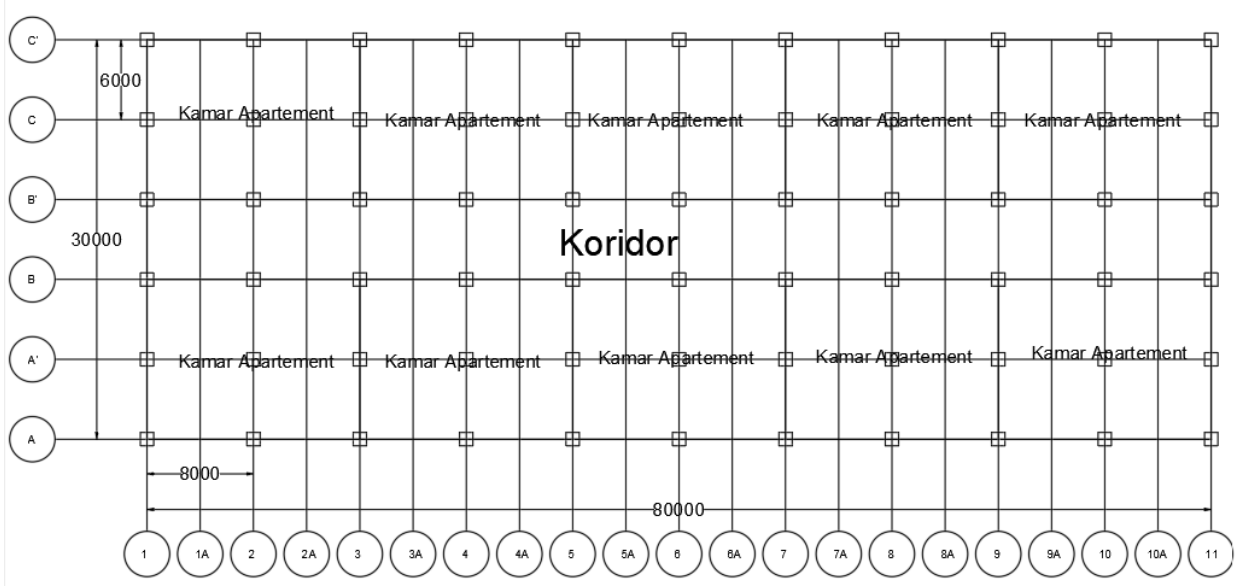 C'
6000
Kamar Apartement
C
Kamar Apartement
Kamar Apartement
Kamar Apartement
Kamar Apartement
B'
30000
Koridor
B
A'
Kamar Apartement
Kamar Apartement
Kamar Apartement
Kamar Apartement
Kamar Apartement
A
8000
80000
1
1A
2
2A
3
3A
4
4A
5
5A
6
6A
7
7A
8
8A
9
9A
10
10A
11